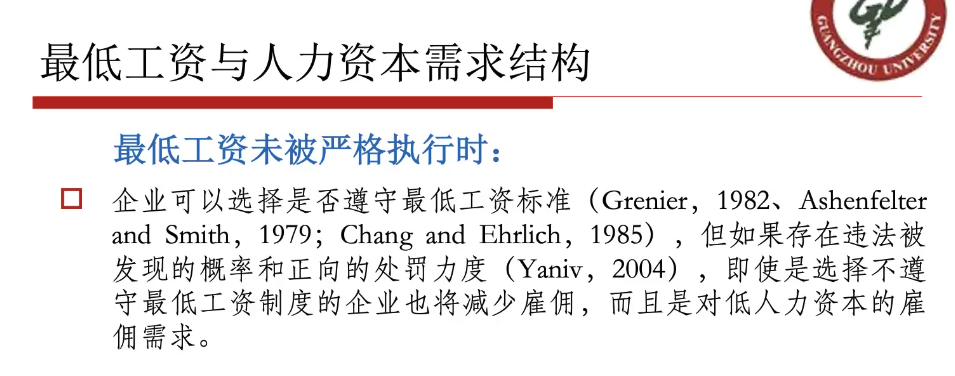 GUANGZHOU UNIVERSITY
最低工资与人力资本需求结构
最低工资未被严格执行时：
企业可以选择是否遵守最低工资标准（Grenier，1982、Ashenfelter
and Smith，1979；Chang and Ehrlich，1985），但如果存在违法被
发现的概率和正向的处罚力度（Yaniv，2004），即使是选择不遵
守最低工资制度的企业也将减少雇佣，而且是对低人力资本的雇
佣需求。